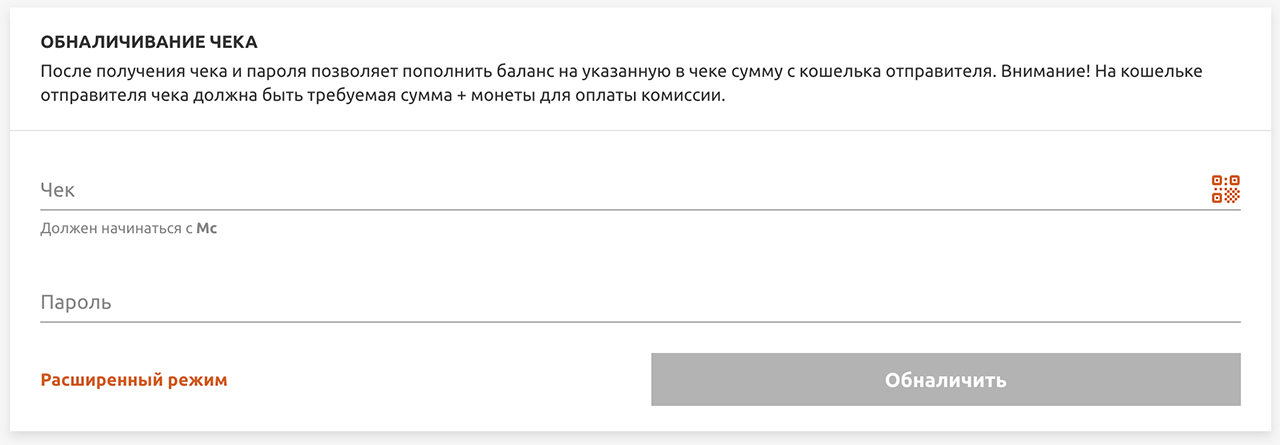 ОБНАЛИЧИВАНИЕ ЧЕКА
После получения чека и пароля позволяет пополнить баланс на указанную в чеке сумму с кошелька отправителя. Внимание! На кошельке
отправителя чека должна быть требуемая сумма + монеты для оплаты комиссии.
Чек
Должен начинаться с Mc
Пароль
Расширенный режим
Обналичить